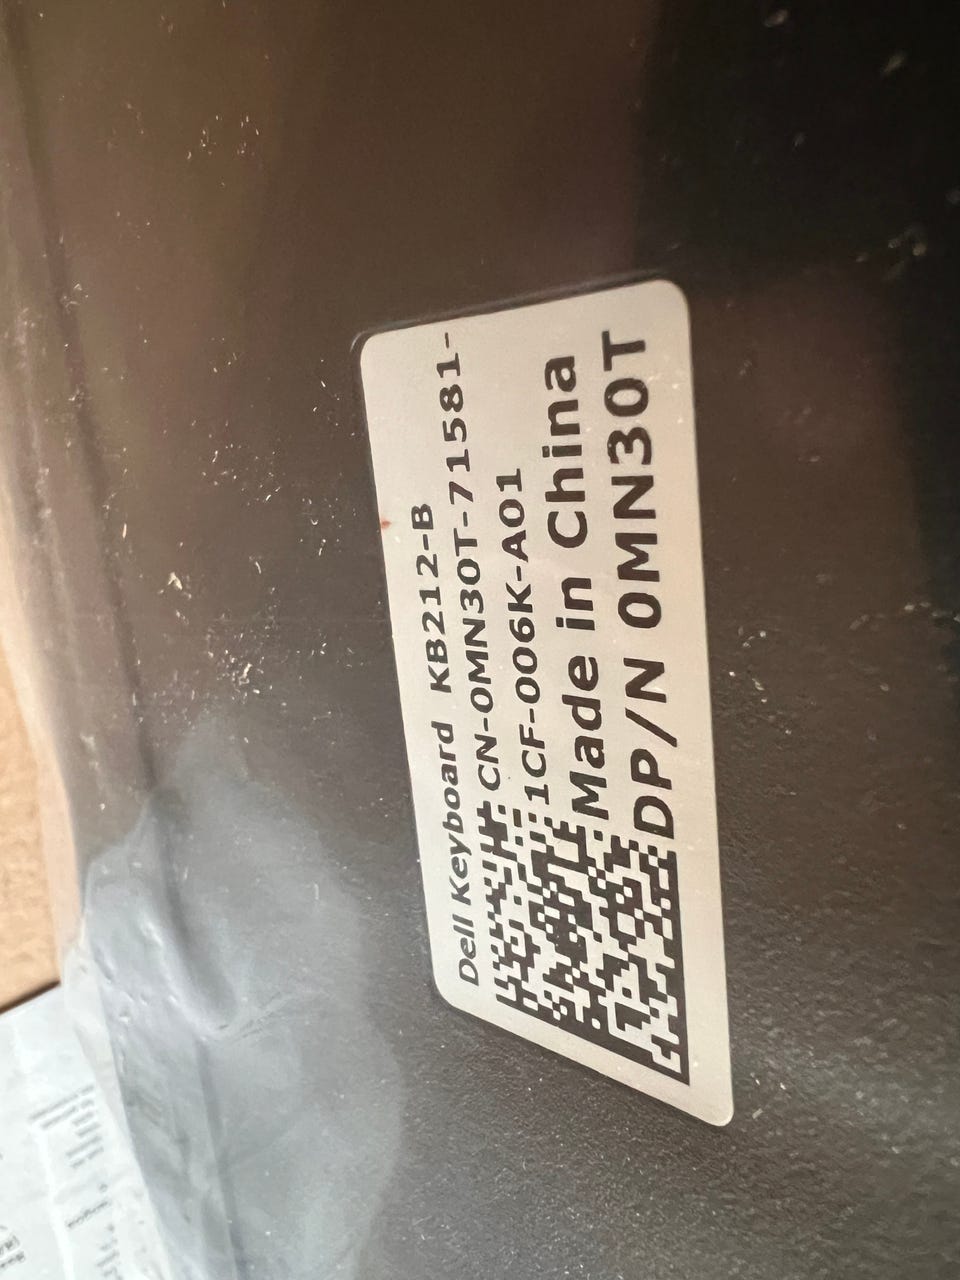 Dell Keyboard KB212-B
CN-0MN30T-71581-
1CF-006K-A01
Made in China
DP/N 0MN30T